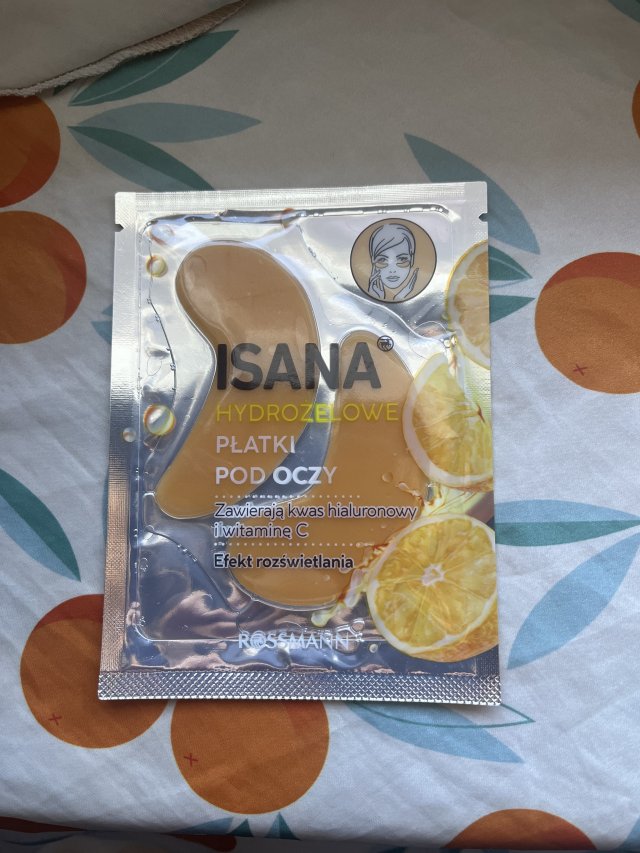 ISANA
HYDROŻELOWE
PŁATKI
POD OCZY
Zawierają kwas hialuronowy
i witaminę C
Efekt rozświetlania
ROSSMANN